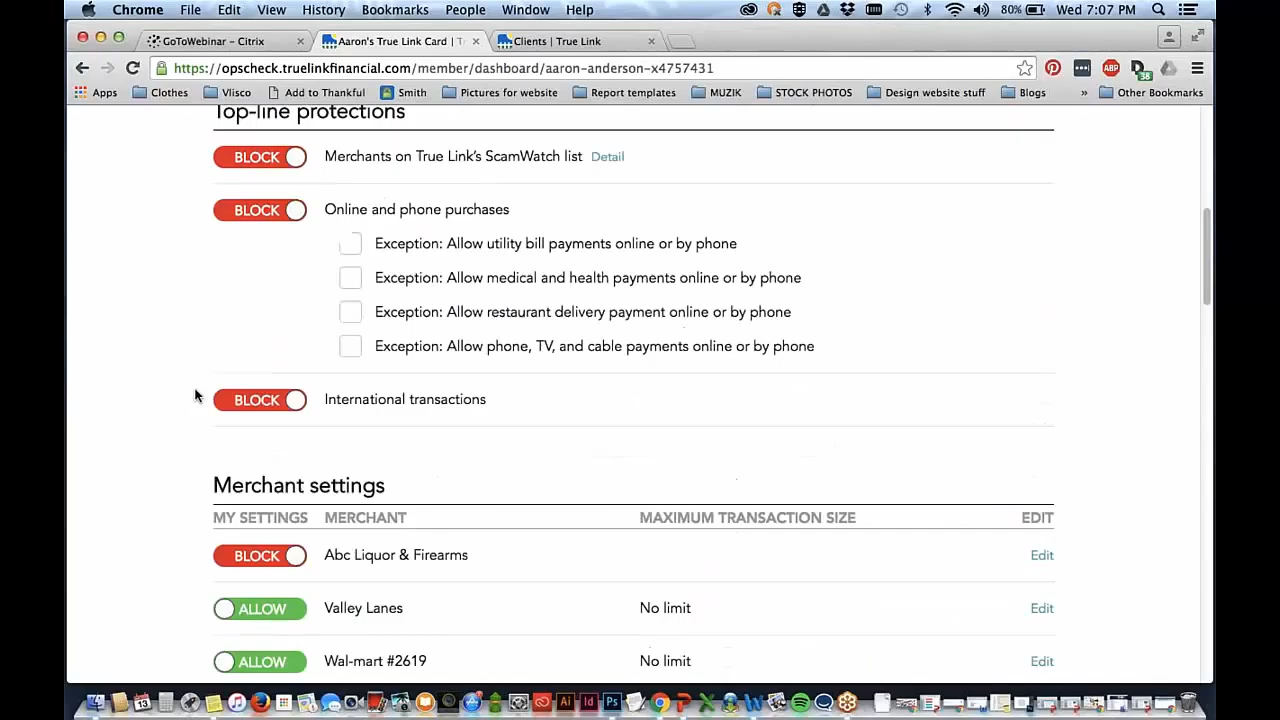 Chrome File Edit View History Bookmarks People Window Help 80% Wed 7:07 PM
GoToWebinar - Citrix Aaron's True Link Card | T Clients | True Link
https://opscheck.truelinkfinancial.com/member/dashboard/aaron-anderson-x4757431
Apps Clothes Vlisco Add to Thankful Smith Pictures for website Report templates MUZIK STOCK PHOTOS Design website stuff Blogs » Other Bookmarks
Top-line protections
BLOCK Merchants on True Link's ScamWatch list Detail
BLOCK Online and phone purchases
Exception: Allow utility bill payments online or by phone
Exception: Allow medical and health payments online or by phone
Exception: Allow restaurant delivery payment online or by phone
Exception: Allow phone, TV, and cable payments online or by phone
BLOCK International transactions
Merchant settings
MY SETTINGS MERCHANT MAXIMUM TRANSACTION SIZE EDIT
BLOCK Abc Liquor & Firearms Edit
ALLOW Valley Lanes No limit Edit
ALLOW Wal-mart #2619 No limit Edit